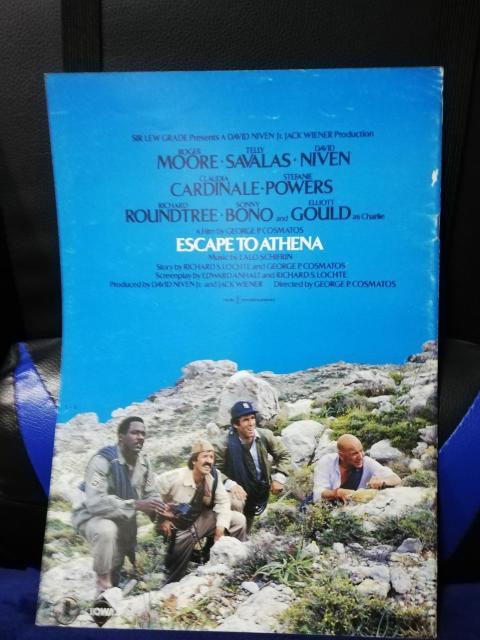 SIR LEW GRADE Presents A DAVID NIVEN Jr. JACK WIENER Production
ROGER TELLY DAVID
MOORE · SAVALAS · NIVEN
CLAUDIA STEFANIE
CARDINALE · POWERS
RICHARD SONNY ELLIOTT
ROUNDTREE · BONO and GOULD as Charlie
A Film by GEORGE P. COSMATOS
ESCAPE TO ATHENA
Music by LALO SCHIFRIN
Story by RICHARD S. LOCHTE and GEORGE P. COSMATOS
Screenplay by EDWARD ANHALT and RICHARD S. LOCHTE
Produced by DAVID NIVEN Jr. and JACK WIENER Directed by GEORGE P. COSMATOS